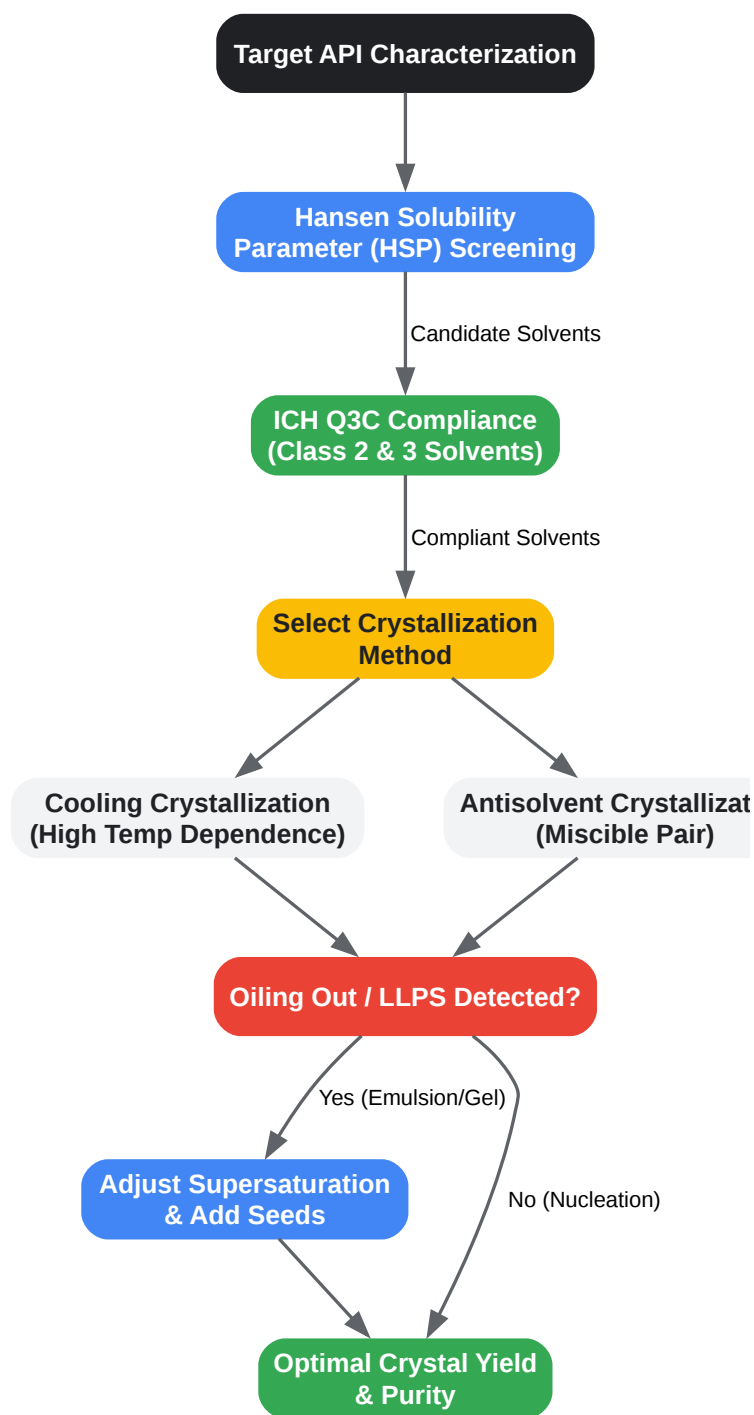 Target API Characterization
Hansen Solubility
Parameter (HSP) Screening
Candidate Solvents
ICH Q3C Compliance
(Class 2 & 3 Solvents)
Compliant Solvents
Select Crystallization
Method
Cooling Crystallization
(High Temp Dependence)
Antisolvent Crystallizat
(Miscible Pair)
Oiling Out / LLPS Detected?
Yes (Emulsion/Gel)
Adjust Supersaturation
& Add Seeds
No (Nucleation)
Optimal Crystal Yield
& Purity